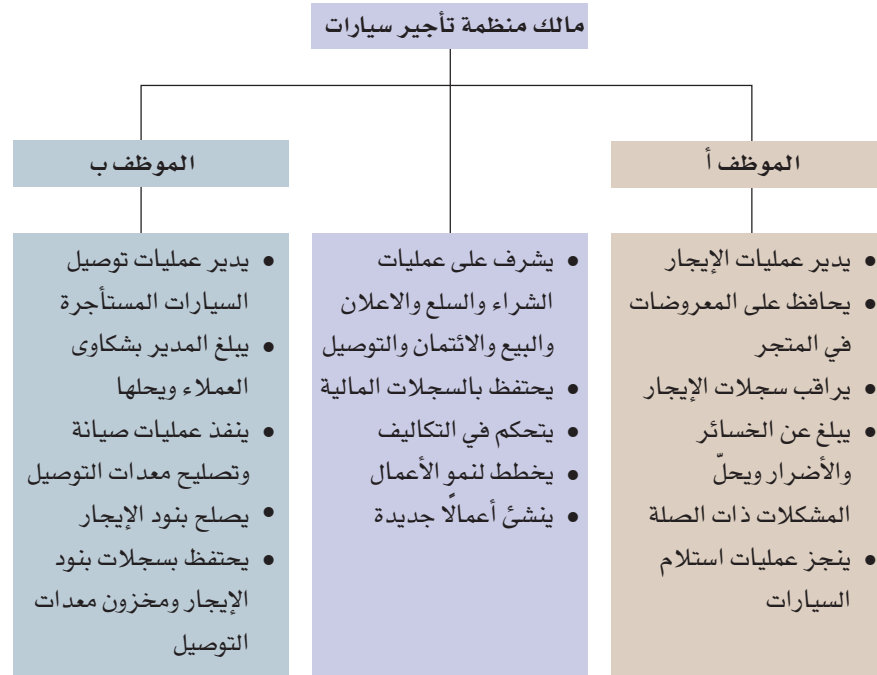 مالك منظمة تأجير سيارات
الموظف أ
• يدير عمليات الإيجار
• يحافظ على المعروضات
في المتجر
• يراقب سجلات الإيجار
• يبلغ عن الخسائر
والأضرار ويحلّ
المشكلات ذات الصلة
• ينجز عمليات استلام
السيارات
• يشرف على عمليات
الشراء والسلع والاعلان
والبيع والائتمان والتوصيل
• يحتفظ بالسجلات المالية
• يتحكم في التكاليف
• يخطط لنمو الأعمال
• ينشئ أعمالًا جديدة
الموظف ب
• يدير عمليات توصيل
السيارات المستأجرة
• يبلغ المدير بشكاوى
العملاء ويحلها
• ينفذ عمليات صيانة
وتصليح معدات التوصيل
• يصلح بنود الإيجار
• يحتفظ بسجلات بنود
الإيجار ومخزون معدات
التوصيل